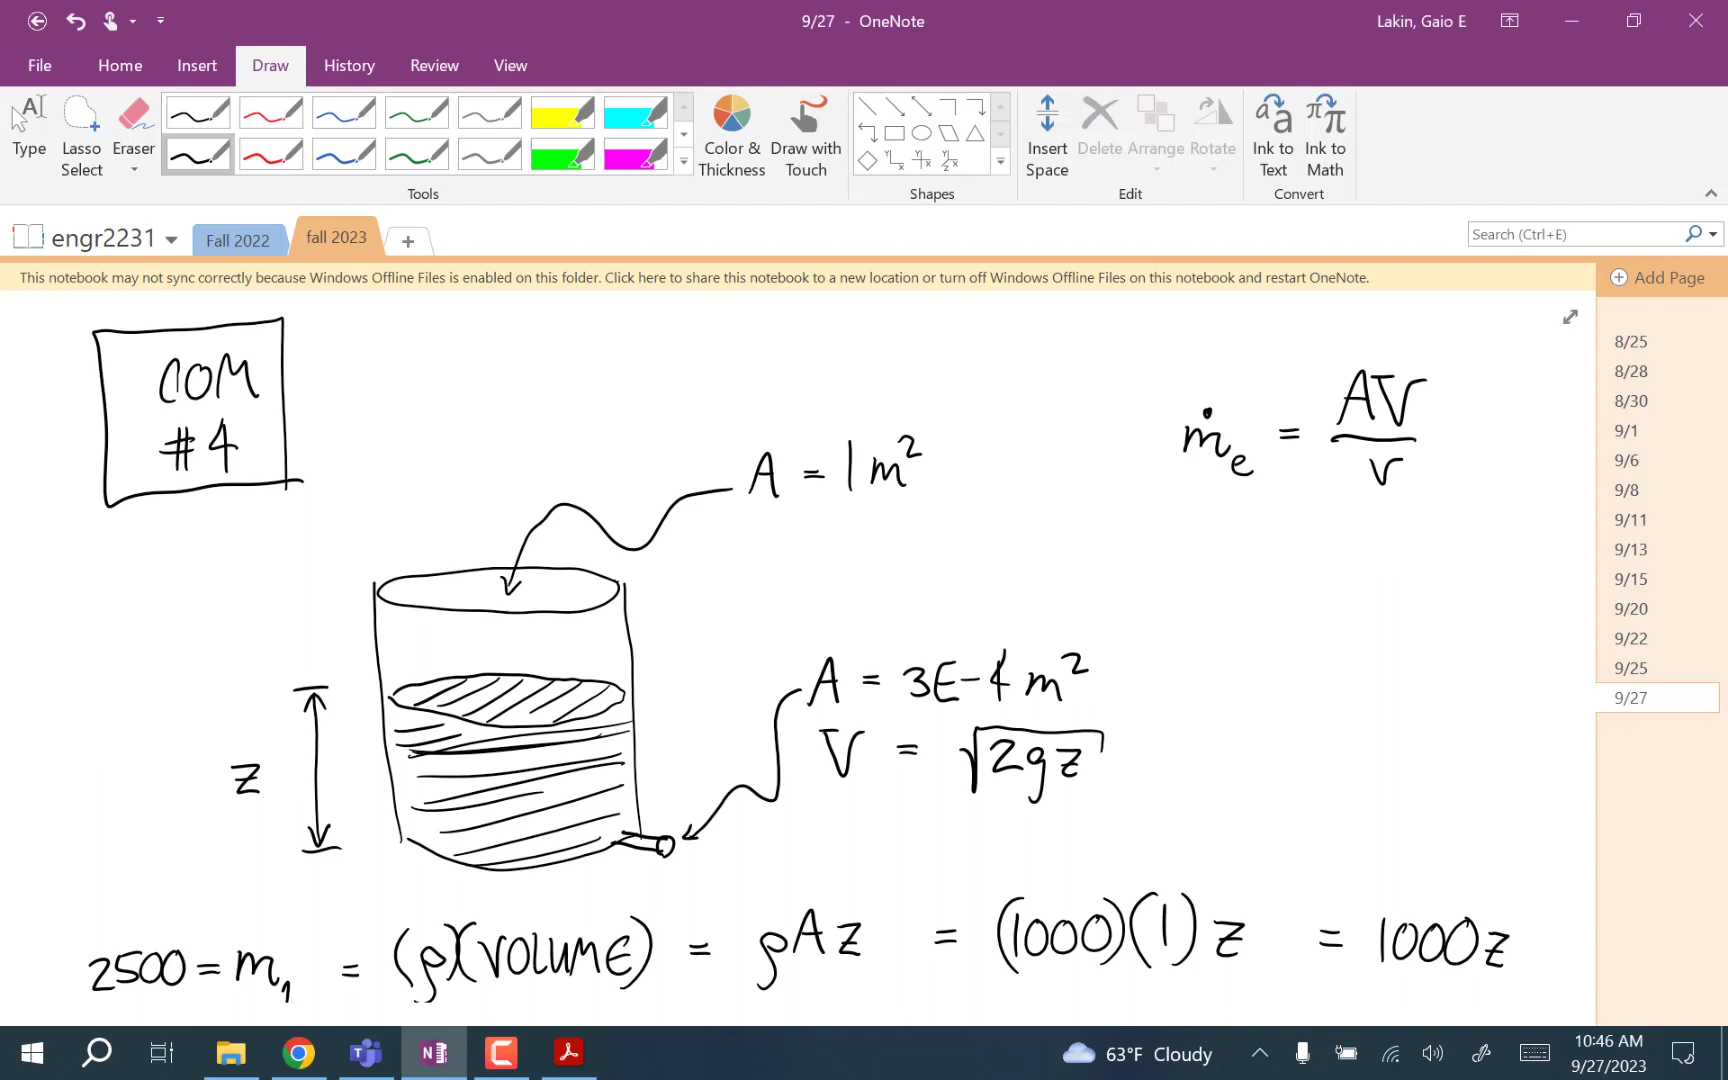 9/27 - OneNote
Lakin, Gaio E
File Home Insert Draw History Review View
Type
Lasso Select
Eraser
Color & Thickness
Draw with Touch
Insert Space
Delete
Arrange
Rotate
Ink to Text
Ink to Math
Tools
Shapes
Edit
Convert
engr2231
Fall 2022
fall 2023
Search (Ctrl+E)
This notebook may not sync correctly because Windows Offline Files is enabled on this folder. Click here to share this notebook to a new location or turn off Windows Offline Files on this notebook and restart OneNote.
Add Page
8/25
8/28
8/30
9/1
9/6
9/8
9/11
9/13
9/15
9/20
9/22
9/25
9/27
COM
#4
A = 1 m²
ṁe = AV/v
A = 3E-4 m²
V = √2gz
z
2500 = m₁ = (ρ)(VOLUME) = ρAz = (1000)(1) z = 1000z
63°F Cloudy
10:46 AM
9/27/2023